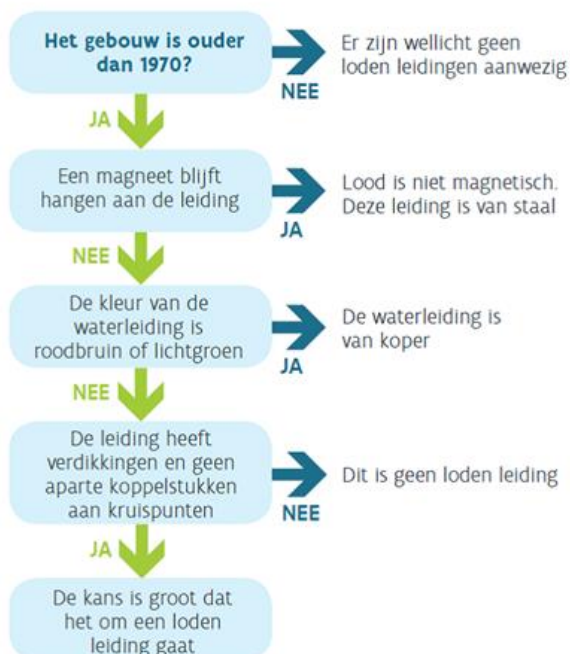 Het gebouw is ouder
dan 1970?
NEE
Er zijn wellicht geen
loden leidingen aanwezig
JA
Een magneet blijft
hangen aan de leiding
JA
Lood is niet magnetisch.
Deze leiding is van staal
NEE
De kleur van de
waterleiding is
roodbruin of lichtgroen
JA
De waterleiding is
van koper
NEE
De leiding heeft
verdikkingen en geen
aparte koppelstukken
aan kruispunten
NEE
Dit is geen loden leiding
JA
De kans is groot dat
het om een loden
leiding gaat